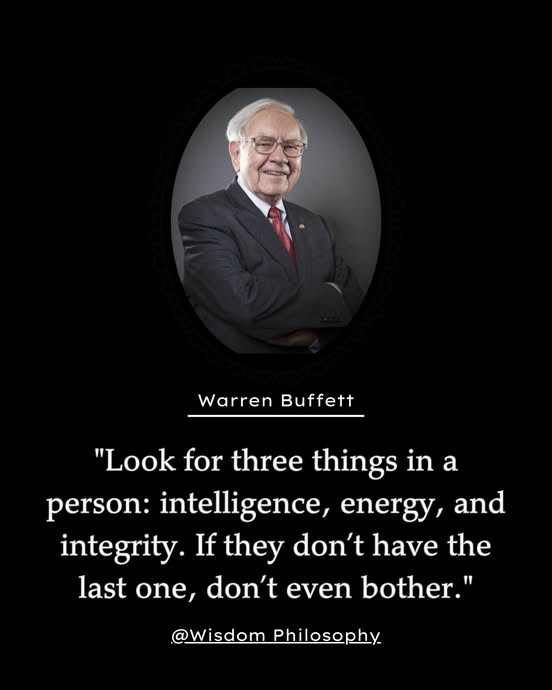 Warren Buffett
"Look for three things in a
person: intelligence, energy, and
integrity. If they don’t have the
last one, don’t even bother."
@Wisdom Philosophy